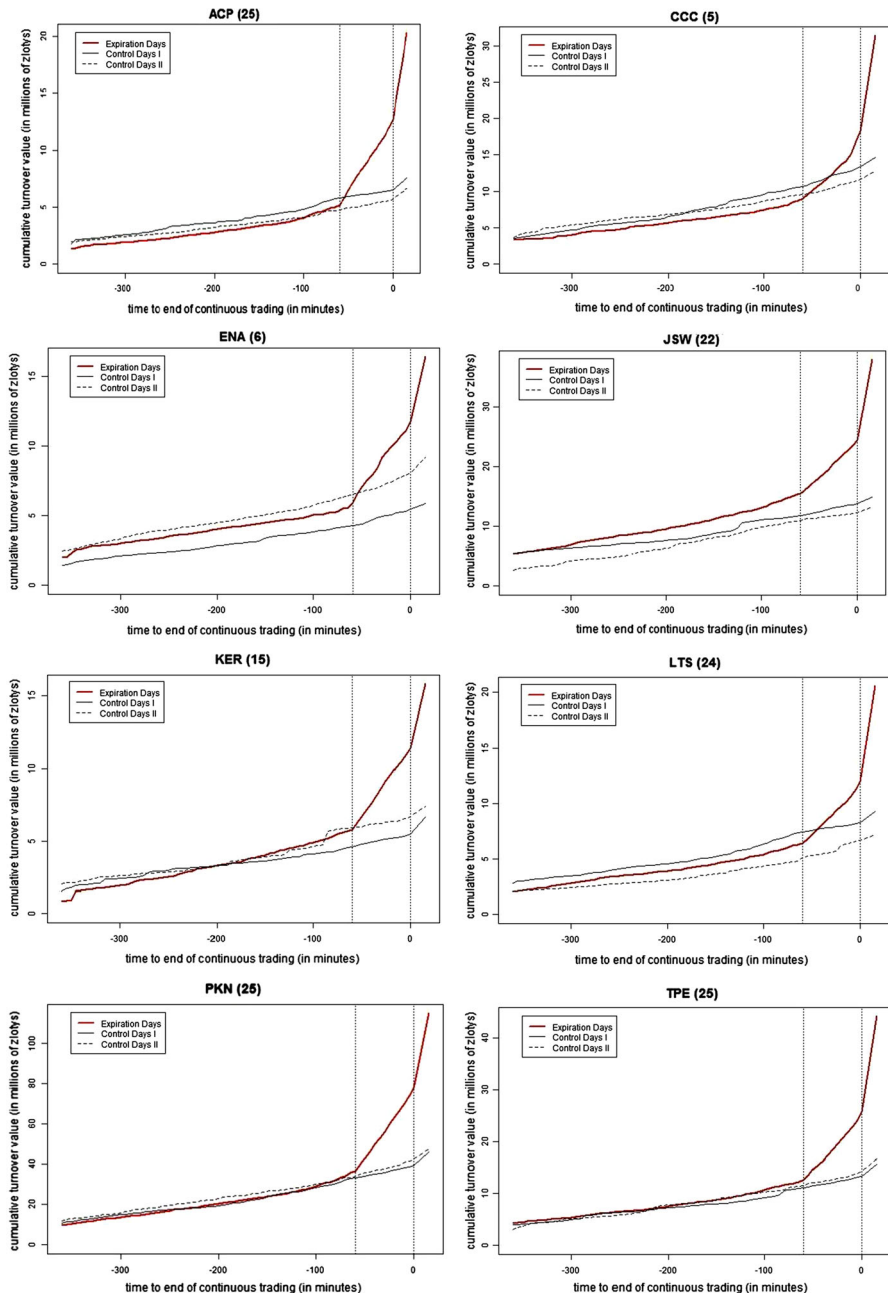 ACP (25)
cumulative turnover value (in millions of zlotys)
20
15
10
5
0
Expiration Days
Control Days I
Control Days II
-300 -200 -100 0
time to end of continuous trading (in minutes)
CCC (5)
cumulative turnover value (in millions of zlotys)
30
25
20
15
10
5
0
Expiration Days
Control Days I
Control Days II
-300 -200 -100 0
time to end of continuous trading (in minutes)
ENA (6)
cumulative turnover value (in millions of zlotys)
15
10
5
0
Expiration Days
Control Days I
Control Days II
-300 -200 -100 0
time to end of continuous trading (in minutes)
JSW (22)
cumulative turnover value (in millions of zlotys)
30
20
10
0
Expiration Days
Control Days I
Control Days II
-300 -200 -100 0
time to end of continuous trading (in minutes)
KER (15)
cumulative turnover value (in millions of zlotys)
15
10
5
0
Expiration Days
Control Days I
Control Days II
-300 -200 -100 0
time to end of continuous trading (in minutes)
LTS (24)
cumulative turnover value (in millions of zlotys)
20
15
10
5
0
Expiration Days
Control Days I
Control Days II
-300 -200 -100 0
time to end of continuous trading (in minutes)
PKN (25)
cumulative turnover value (in millions of zlotys)
100
80
60
40
20
0
Expiration Days
Control Days I
Control Days II
-300 -200 -100 0
time to end of continuous trading (in minutes)
TPE (25)
cumulative turnover value (in millions of zlotys)
40
30
20
10
0
Expiration Days
Control Days I
Control Days II
-300 -200 -100 0
time to end of continuous trading (in minutes)